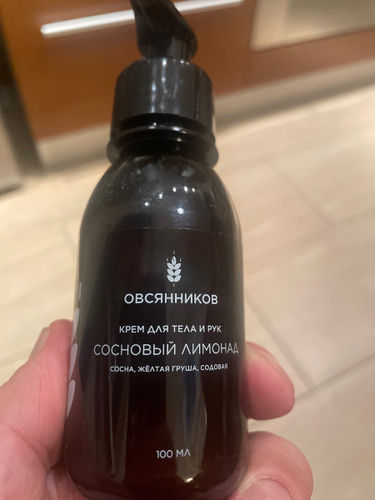 ОВСЯННИКОВ
КРЕМ ДЛЯ ТЕЛА И РУК
СОСНОВЫЙ ЛИМОНАД
СОСНА, ЖЁЛТАЯ ГРУША, СОДОВАЯ
100 МЛ